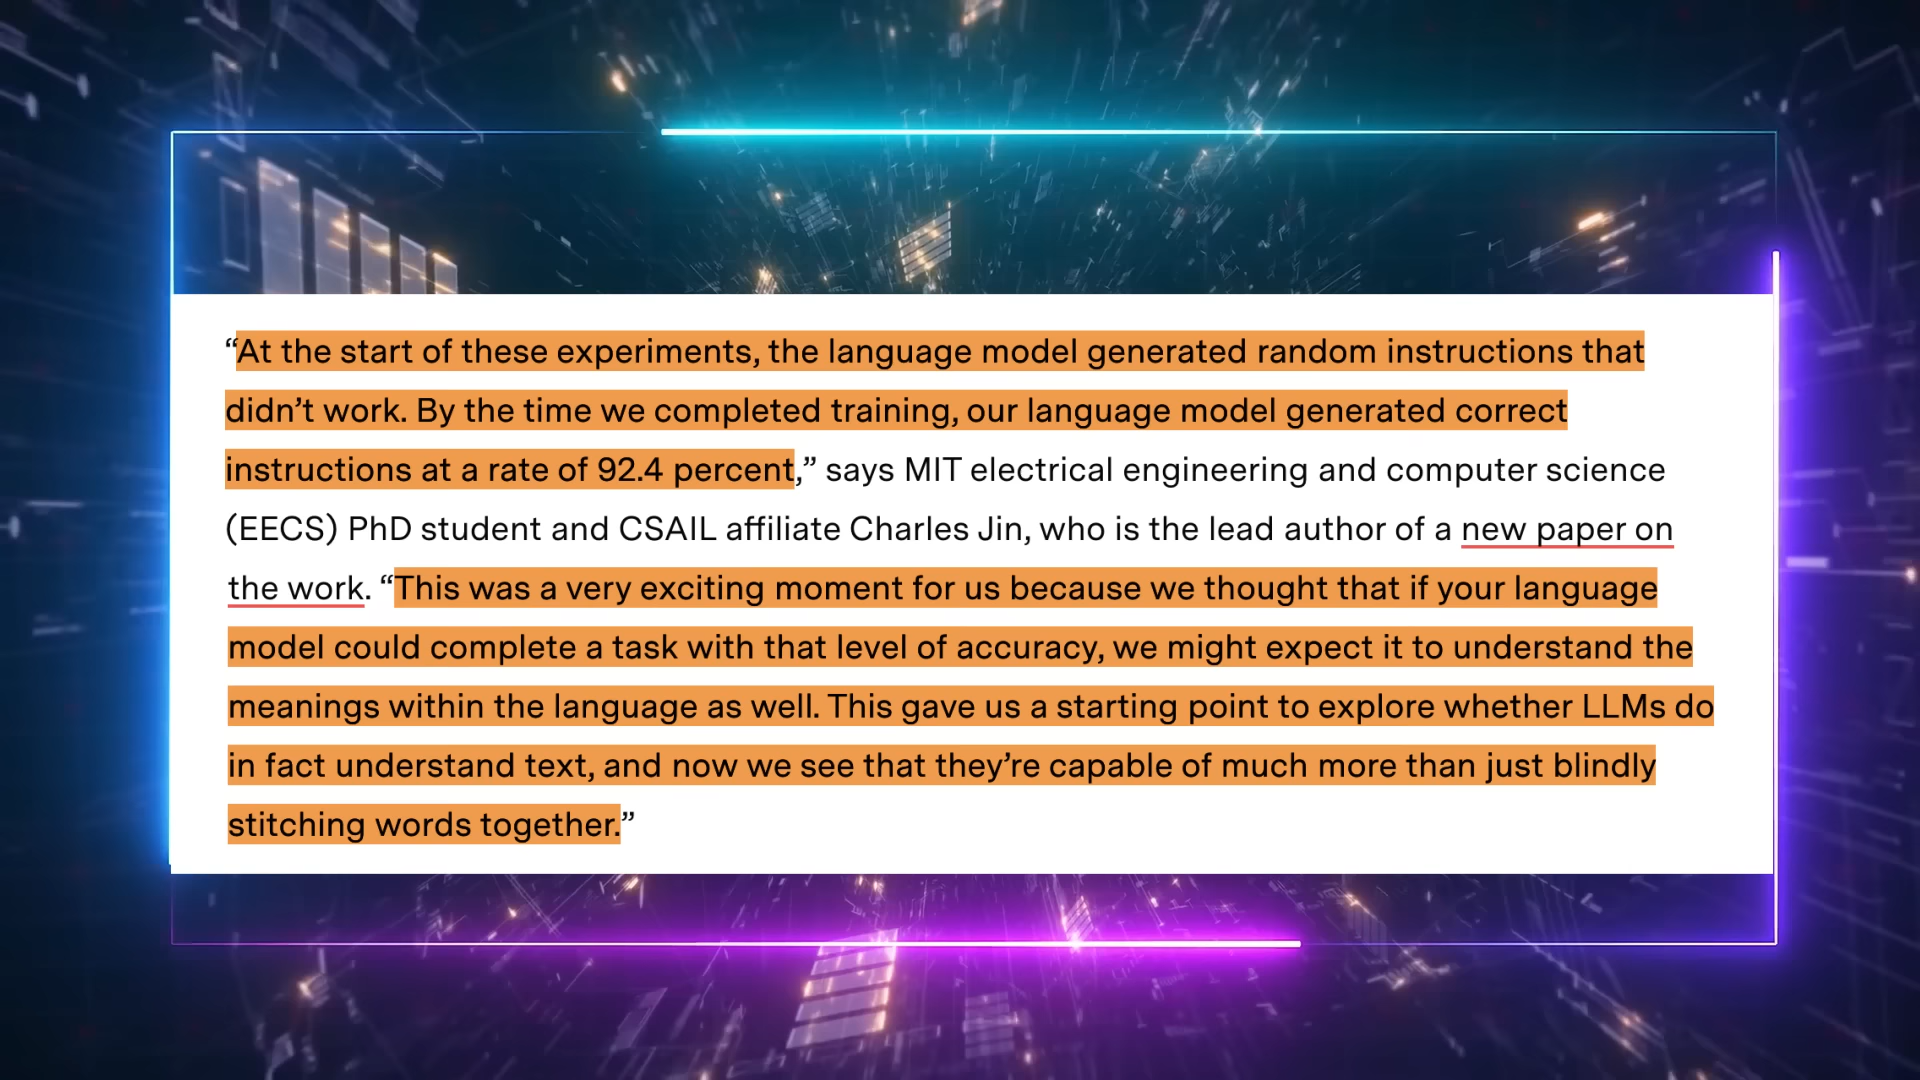 “At the start of these experiments, the language model generated random instructions that
didn’t work. By the time we completed training, our language model generated correct
instructions at a rate of 92.4 percent,” says MIT electrical engineering and computer science
(EECS) PhD student and CSAIL affiliate Charles Jin, who is the lead author of a new paper on
the work. “This was a very exciting moment for us because we thought that if your language
model could complete a task with that level of accuracy, we might expect it to understand the
meanings within the language as well. This gave us a starting point to explore whether LLMs do
in fact understand text, and now we see that they’re capable of much more than just blindly
stitching words together.”